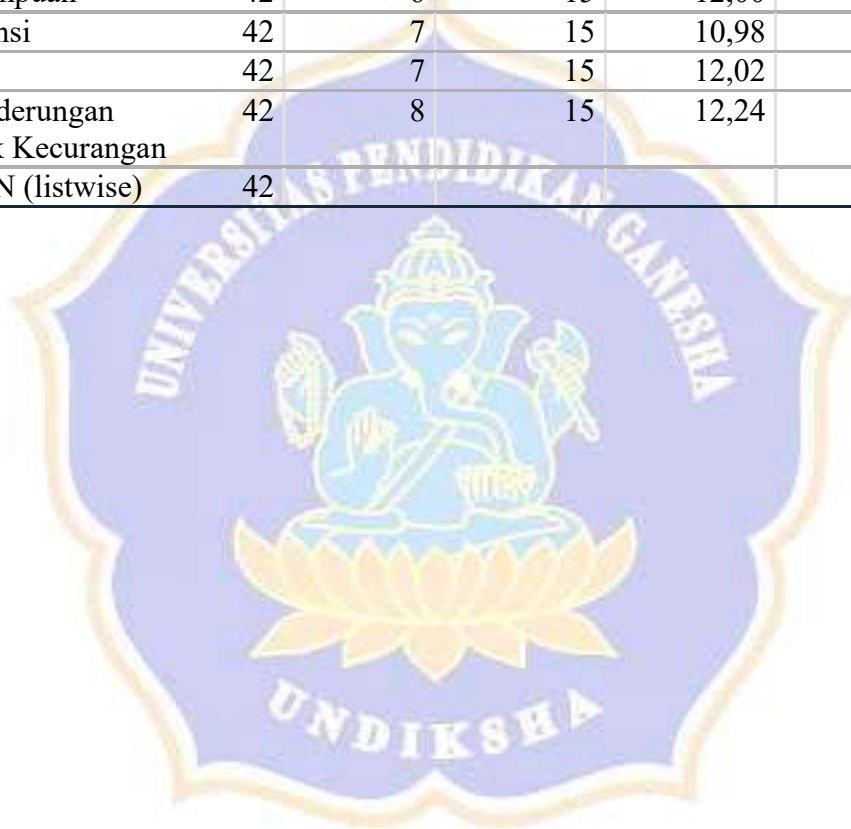 nsi 42 7 15 10,98
42 7 15 12,02
derungan 42 8 15 12,24
k Kecurangan
N (listwise) 42
UNIVERSITAS PENDIDIKAN GANESHA
UNDIKSHA